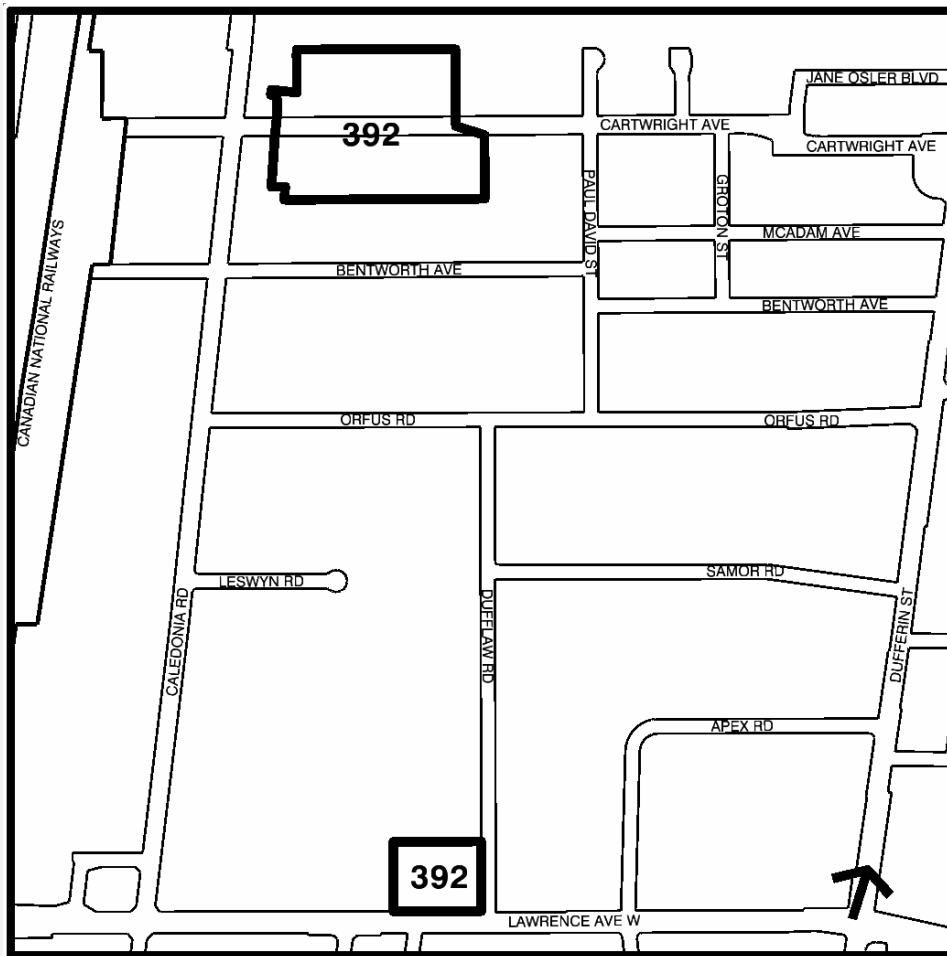 JANE OSLER BLVD
CARTWRIGHT AVE
392
CARTWRIGHT AVE
PAUL DAVID ST
GROTON ST
MCADAM AVE
CANADIAN NATIONAL RAILWAYS
BENTWORTH AVE
BENTWORTH AVE
ORFUS RD
ORFUS RD
SAMOR RD
LESWYN RD
CALEDONIA RD
DUFFLAW RD
DUFFERIN ST
APEX RD
392
LAWRENCE AVE W